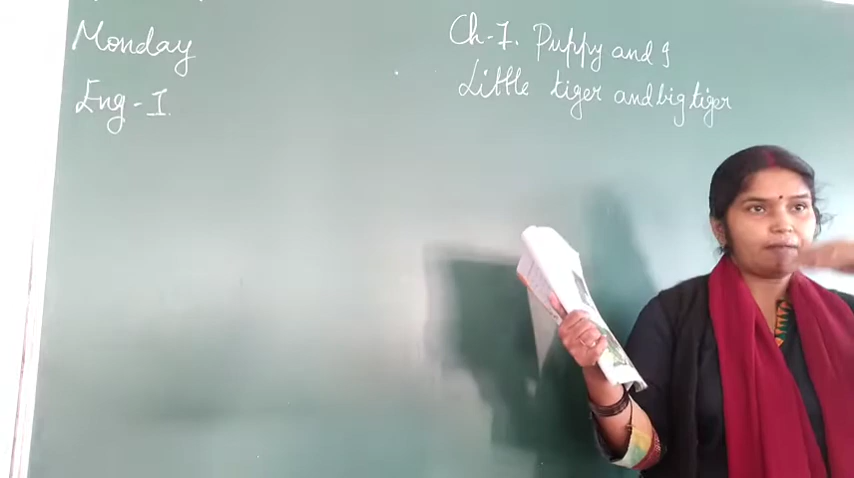 Monday
Eng-I.
Ch-7. Puppy and I
Little tiger and big tiger